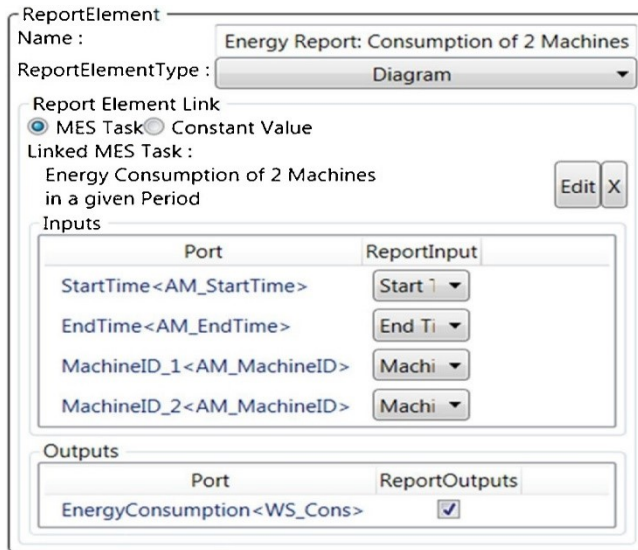 ReportElement
Name : Energy Report: Consumption of 2 Machines
ReportElementType : Diagram
Report Element Link
MES Task Constant Value
Linked MES Task :
Energy Consumption of 2 Machines
in a given Period
Edit X
Inputs
Port ReportInput
StartTime<AM_StartTime> Start
EndTime<AM_EndTime> End Ti
MachineID_1<AM_MachineID> Machi
MachineID_2<AM_MachineID> Machi
Outputs
Port ReportOutputs
EnergyConsumption<WS_Cons>